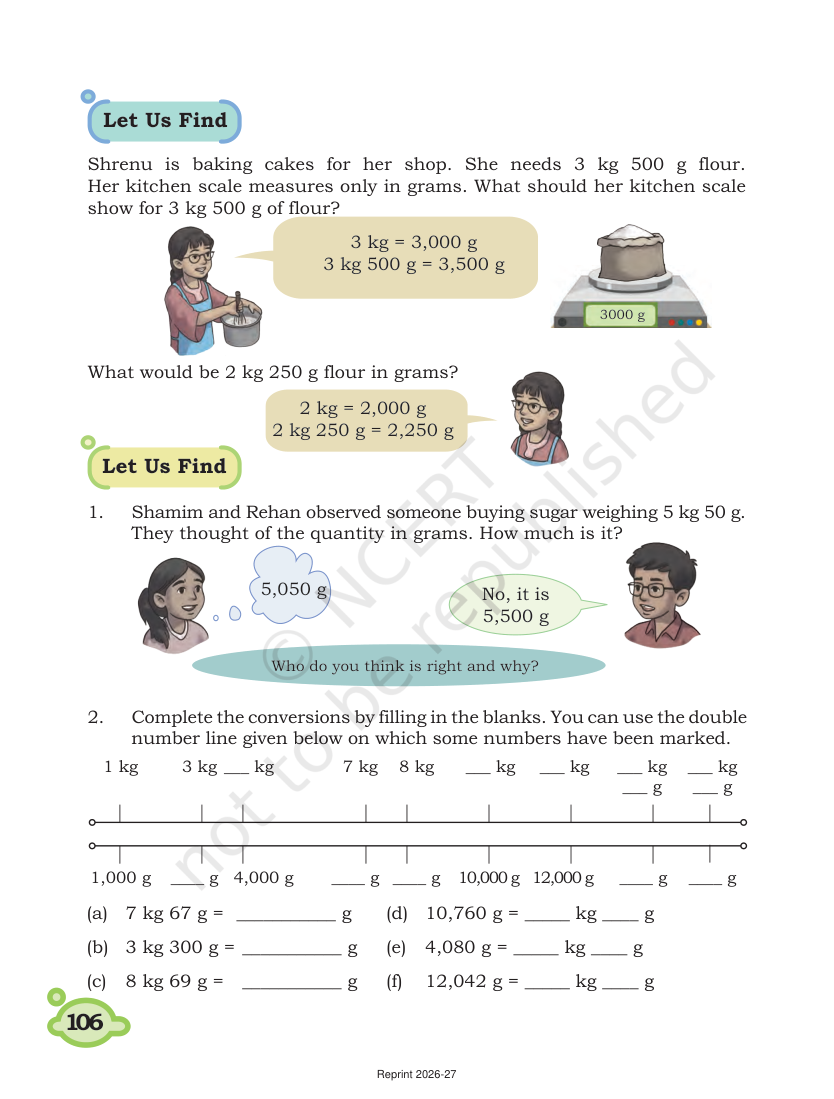 Let Us Find
Shrenu is baking cakes for her shop. She needs 3 kg 500 g flour.
Her kitchen scale measures only in grams. What should her kitchen scale
show for 3 kg 500 g of flour?
3 kg = 3,000 g
3 kg 500 g = 3,500 g
3000 g
What would be 2 kg 250 g flour in grams?
2 kg = 2,000 g
2 kg 250 g = 2,250 g
Let Us Find
1. Shamim and Rehan observed someone buying sugar weighing 5 kg 50 g.
They thought of the quantity in grams. How much is it?
5,050 g
No, it is
5,500 g
Who do you think is right and why?
2. Complete the conversions by filling in the blanks. You can use the double
number line given below on which some numbers have been marked.
1 kg 3 kg ___ kg 7 kg 8 kg ___ kg ___ kg ___ kg ___ kg
___ g ___ g
1,000 g ____ g 4,000 g ____ g ____ g 10,000 g 12,000 g ____ g ____ g
(a) 7 kg 67 g = ___________ g (d) 10,760 g = _____ kg ____ g
(b) 3 kg 300 g = ___________ g (e) 4,080 g = _____ kg ____ g
(c) 8 kg 69 g = ___________ g (f) 12,042 g = _____ kg ____ g
106
Reprint 2026-27
© NCERT
not to be republished